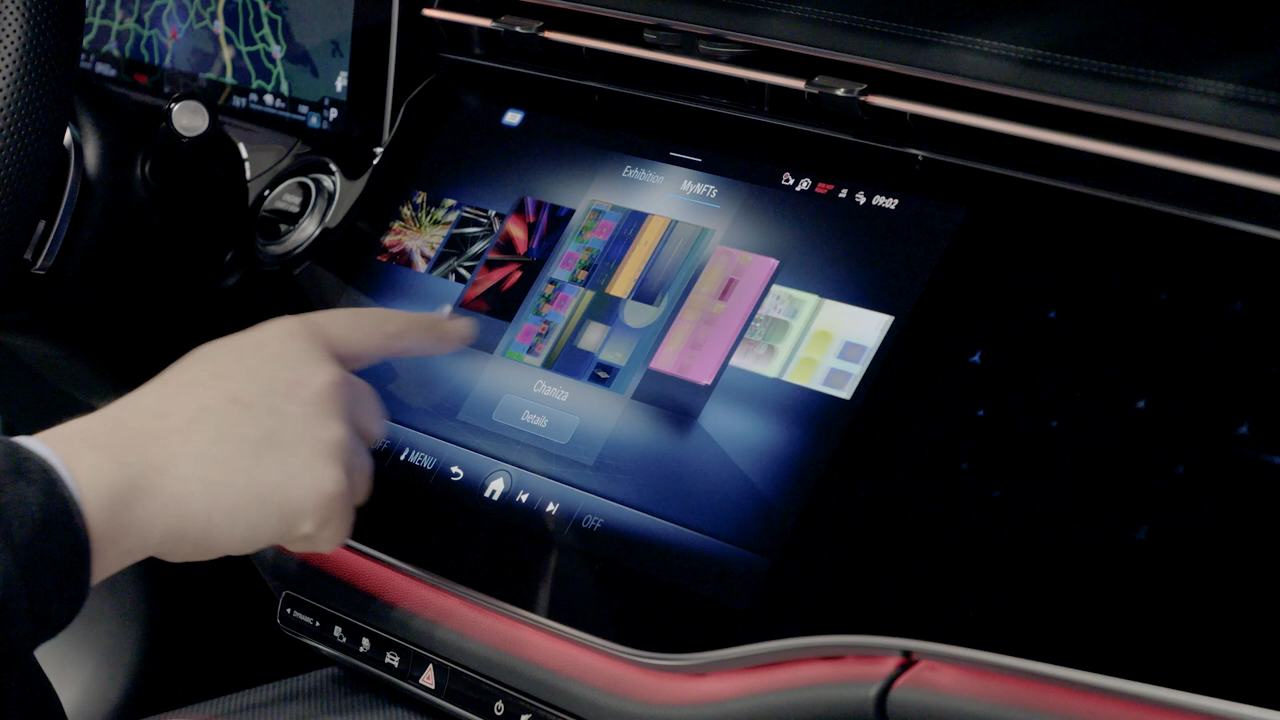 P
Exhibition
MyNFTs
09:02
Chaniza
Details
OFF
MENU
OFF
DYNAMIC